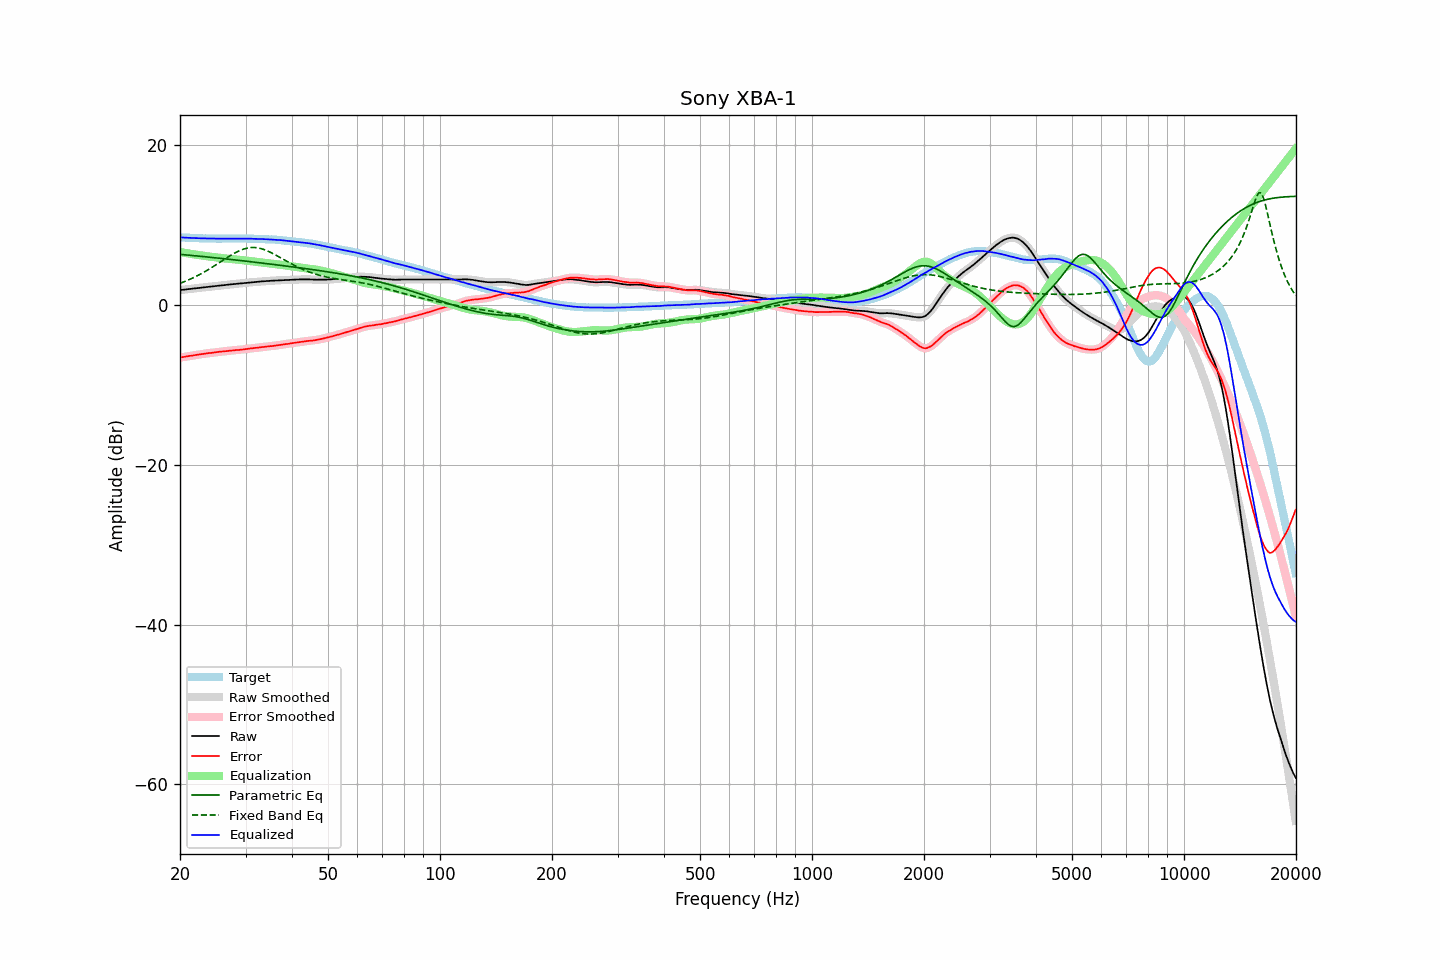 Sony XBA-1
Amplitude (dBr)
20
0
−20
−40
−60
Target
Raw Smoothed
Error Smoothed
Raw
Error
Equalization
Parametric Eq
Fixed Band Eq
Equalized
20 50 100 200 500 1000 2000 5000 10000 20000
Frequency (Hz)